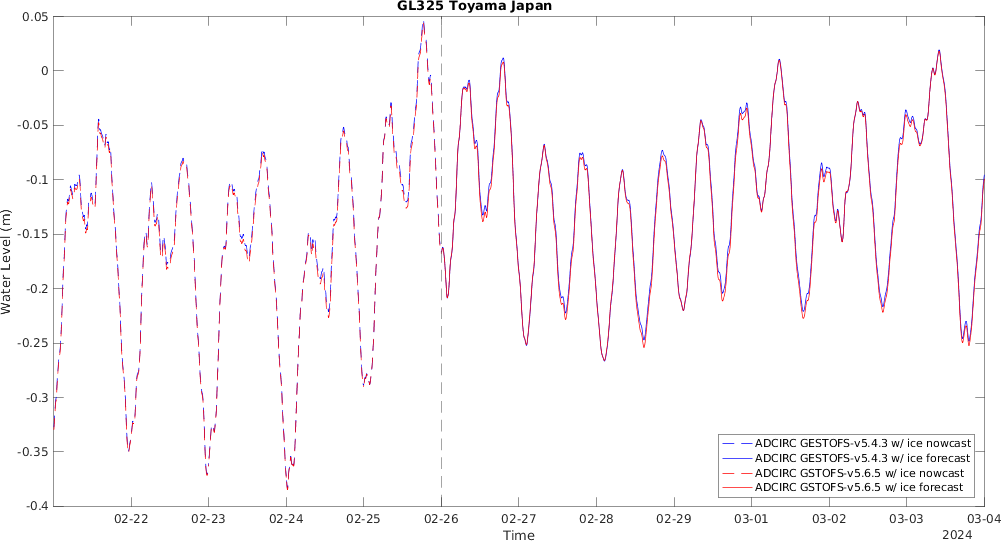 GL325 Toyama Japan
0.05
0
-0.05
-0.1
-0.15
-0.2
-0.25
-0.3
-0.35
-0.4
Water Level (m)
ADCIRC GESTOFS-v5.4.3 w/ ice nowcast
ADCIRC GESTOFS-v5.4.3 w/ ice forecast
ADCIRC GSTOFS-v5.6.5 w/ ice nowcast
ADCIRC GSTOFS-v5.6.5 w/ ice forecast
02-22 02-23 02-24 02-25 02-26 02-27 02-28 02-29 03-01 03-02 03-03 03-04
Time
2024